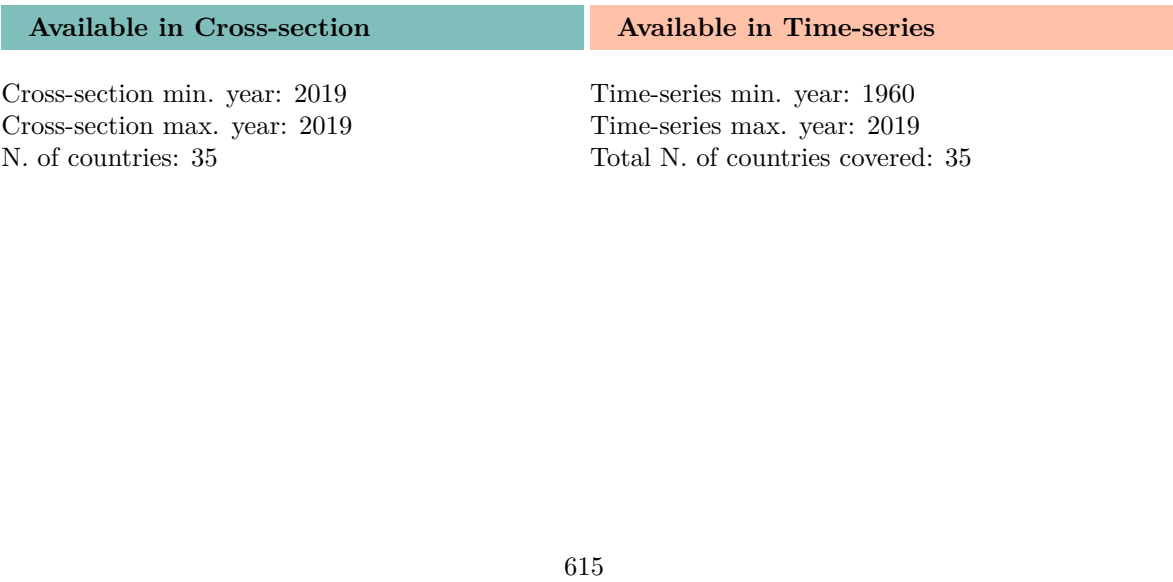 Available in Cross-section
Available in Time-series
Cross-section min. year: 2019
Cross-section max. year: 2019
N. of countries: 35
Time-series min. year: 1960
Time-series max. year: 2019
Total N. of countries covered: 35
615